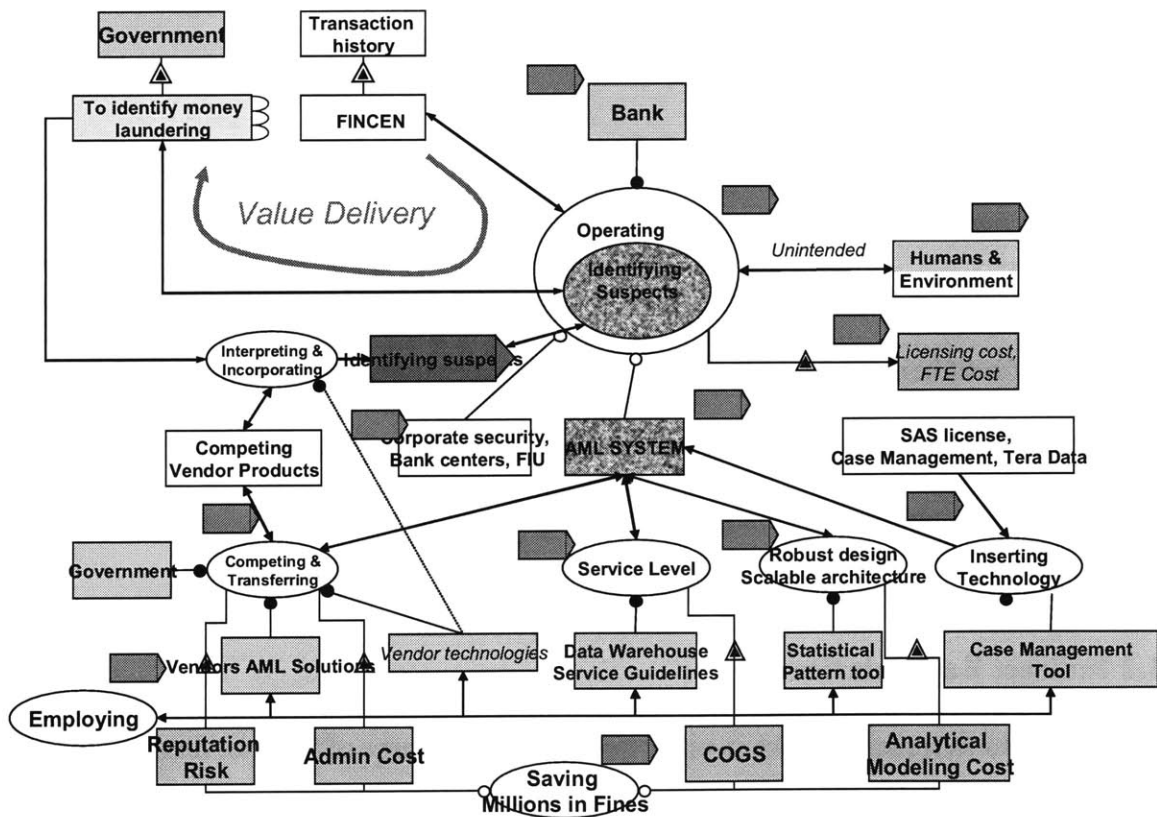 Government
Transaction
history
To identify money
laundering
FINCEN
Bank
Value Delivery
Operating
Identifying
Suspects
Unintended
Humans &
Environment
Interpreting &
Incorporating
Identifying suspects
Licensing cost,
FTE Cost
Competing
Vendor Products
Corporate security,
Bank centers, FIU
AML SYSTEM
SAS license,
Case Management, Tera Data
Government
Competing &
Transferring
Service Level
Robust design
Scalable architecture
Inserting
Technology
Vendors AML Solutions
Vendor technologies
Data Warehouse
Service Guidelines
Statistical
Pattern tool
Case Management
Tool
Employing
Reputation
Risk
Admin Cost
Saving
Millions in Fines
COGS
Analytical
Modeling Cost